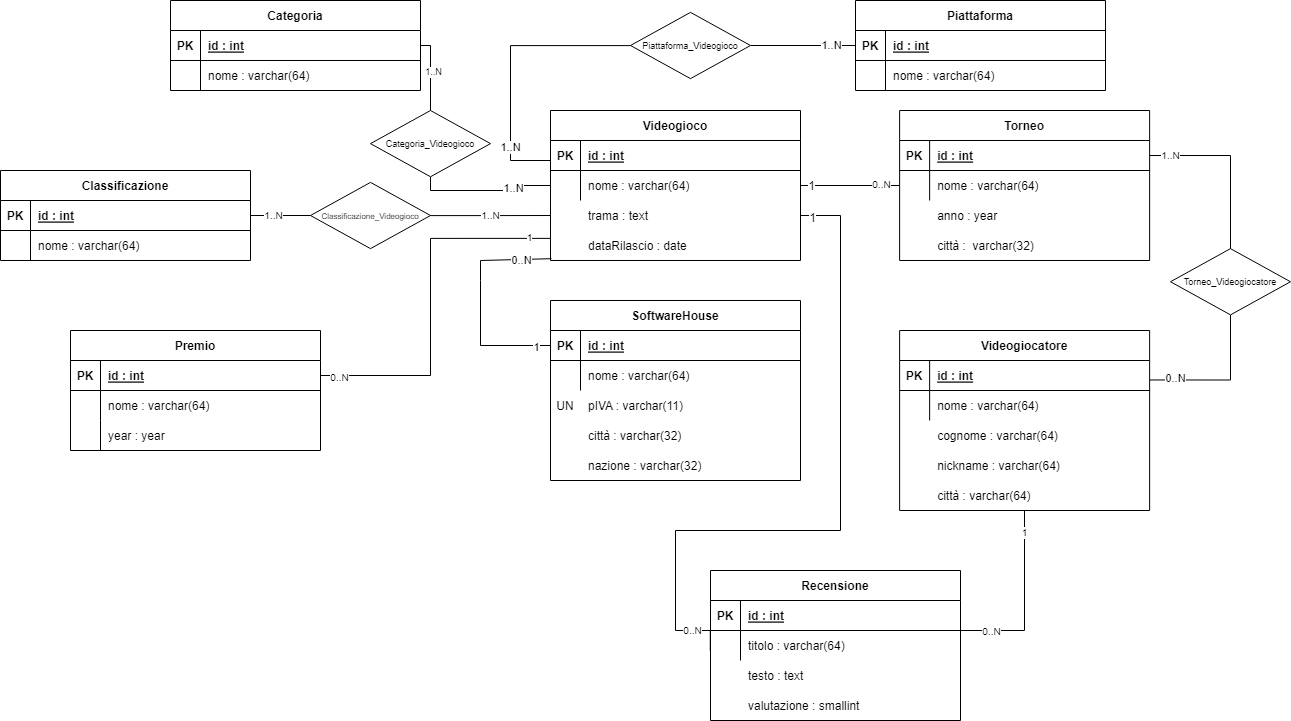 Categoria
PK id : int
nome : varchar(64)
1..N
Categoria_Videogioco
1..N
Piattaforma_Videogioco
1..N
1..N
Piattaforma
PK id : int
nome : varchar(64)
Classificazione
PK id : int
nome : varchar(64)
1..N
Classificazione_Videogioco
1..N
Videogioco
PK id : int
nome : varchar(64)
trama : text
dataRilascio : date
1
0..N
1
1
0..N
Torneo
PK id : int
nome : varchar(64)
anno : year
città : varchar(32)
1..N
Torneo_Videogiocatore
0..N
Premio
PK id : int
nome : varchar(64)
year : year
0..N
1
SoftwareHouse
PK id : int
nome : varchar(64)
UN pIVA : varchar(11)
città : varchar(32)
nazione : varchar(32)
Videogiocatore
PK id : int
nome : varchar(64)
cognome : varchar(64)
nickname : varchar(64)
città : varchar(64)
1
Recensione
PK id : int
titolo : varchar(64)
testo : text
valutazione : smallint
0..N
0..N